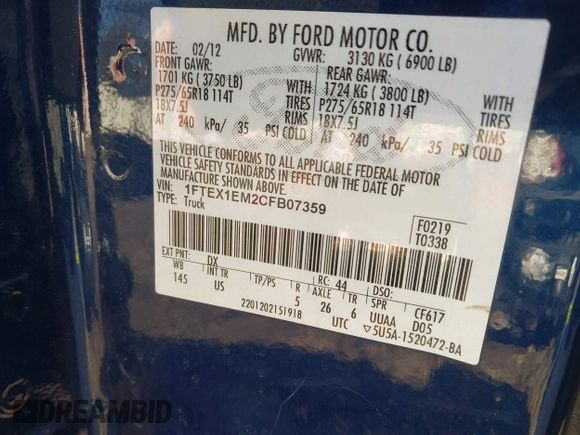 MFD. BY FORD MOTOR CO.
DATE: 02/12 GVWR: 3130 KG ( 6900 LB)
FRONT GAWR: REAR GAWR:
1701 KG ( 3750 LB) 1724 KG ( 3800 LB)
P275/65R18 114T WITH TIRES P275/65R18 114T WITH TIRES
18X7.5J RIMS 18X7.5J RIMS
AT 240 kPa/ 35 PSI COLD AT 240 kPa/ 35 PSI COLD
THIS VEHICLE CONFORMS TO ALL APPLICABLE FEDERAL MOTOR
VEHICLE SAFETY STANDARDS IN EFFECT ON THE DATE OF
MANUFACTURE SHOWN ABOVE.
VIN: 1FTEX1EM2CFB07359
TYPE: Truck
F0219
T0338
EXT PNT: DX RC: 44 DSO:
WB INT TR TP/PS R AXLE TR SPR CF617
145 US 5 26 6 UUAA D05
2201202151918 UTC ▽5U5A-1520472-BA
DREAMBID